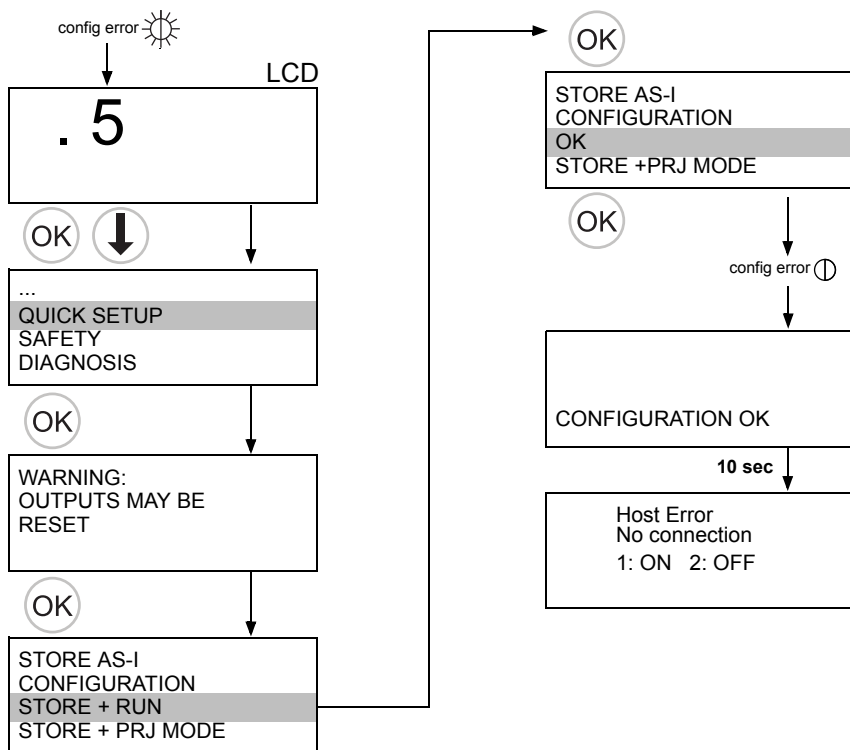 config error
LCD
. 5
OK
...
QUICK SETUP
SAFETY
DIAGNOSIS
OK
WARNING:
OUTPUTS MAY BE
RESET
OK
STORE AS-I
CONFIGURATION
STORE + RUN
STORE + PRJ MODE
OK
STORE AS-I
CONFIGURATION
OK
STORE +PRJ MODE
OK
config error
CONFIGURATION OK
10 sec
Host Error
No connection
1: ON 2: OFF